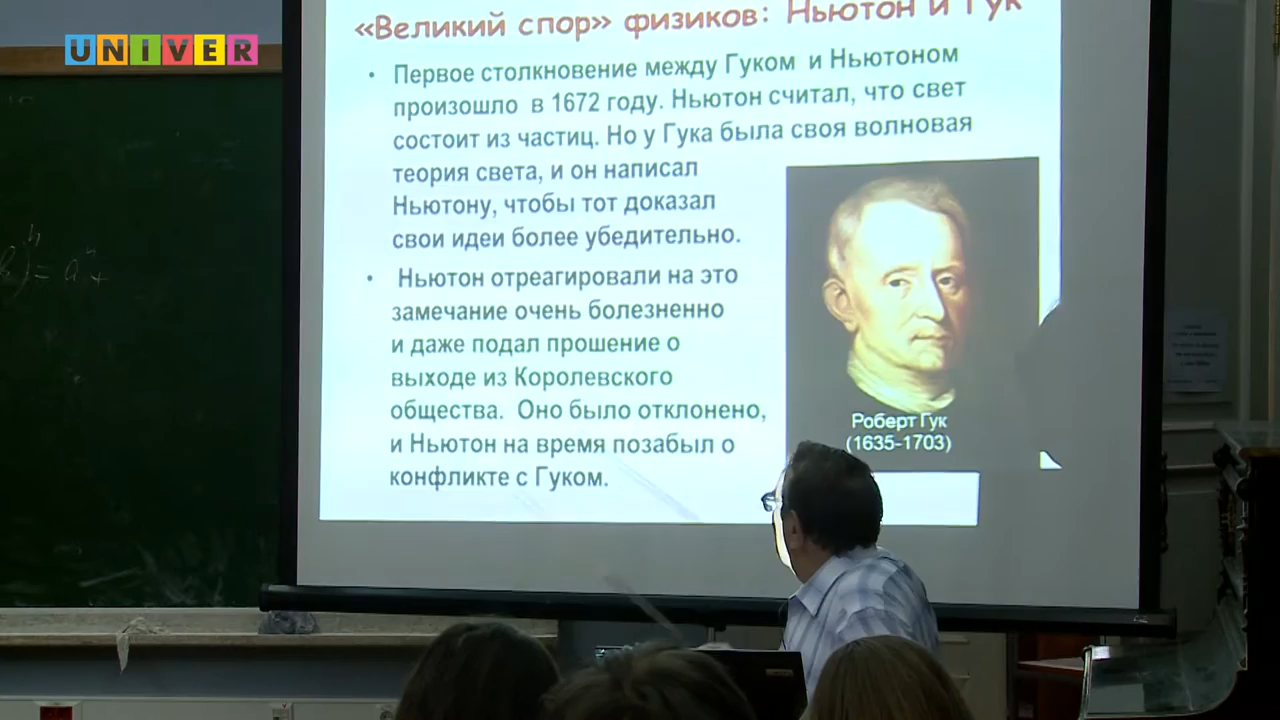 UNIVER
«Великий спор» физиков: Ньютон и Гук
• Первое столкновение между Гуком и Ньютоном
произошло в 1672 году. Ньютон считал, что свет
состоит из частиц. Но у Гука была своя волновая
теория света, и он написал
Ньютону, чтобы тот доказал
свои идеи более убедительно.
• Ньютон отреагировали на это
замечание очень болезненно
и даже подал прошение о
выходе из Королевского
общества. Оно было отклонено,
и Ньютон на время позабыл о
конфликте с Гуком.
Роберт Гук
(1635-1703)